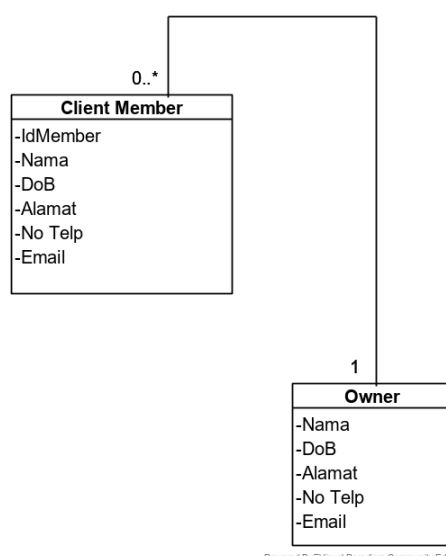 0..*
Client Member
-IdMember
-Nama
-DoB
-Alamat
-No Telp
-Email
1
Owner
-Nama
-DoB
-Alamat
-No Telp
-Email